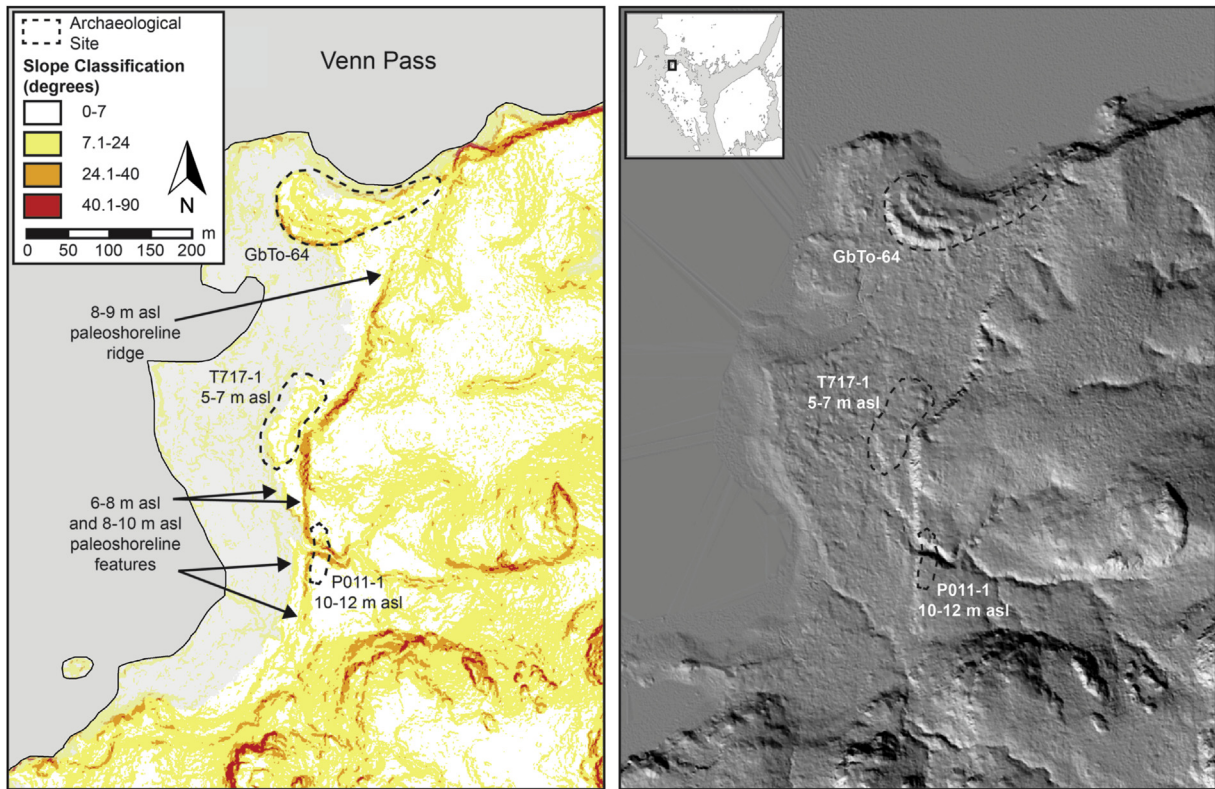 Archaeological
Site
Slope Classification
(degrees)
0-7
7.1-24
24.1-40
40.1-90
N
0 50 100 150 200 m
Venn Pass
GbTo-64
8-9 m asl
paleoshoreline
ridge
T717-1
5-7 m asl
6-8 m asl
and 8-10 m asl
paleoshoreline
features
P011-1
10-12 m asl
GbTo-64
T717-1
5-7 m asl
P011-1
10-12 m asl